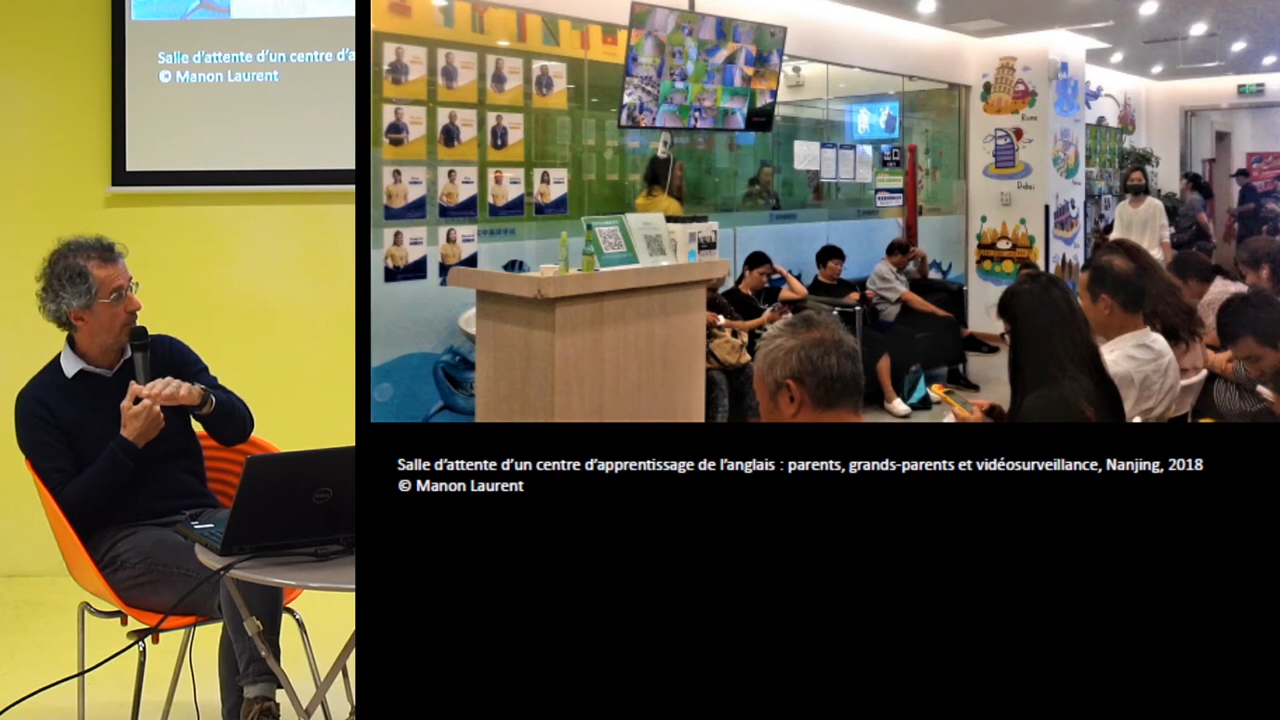 Salle d'attente d'un centre d'a
© Manon Laurent
DELL
Rome
Dubai
Salle d'attente d'un centre d'apprentissage de l'anglais : parents, grands-parents et vidéosurveillance, Nanjing, 2018
© Manon Laurent